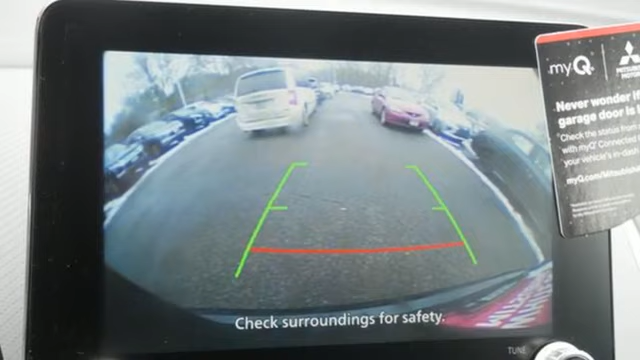 myQ
Never wonder if
garage door is
Check the status from
with myQ Connected
your vehicle's in-dash
myQ.com/Mitsubishi
Check surroundings for safety.
TUNE